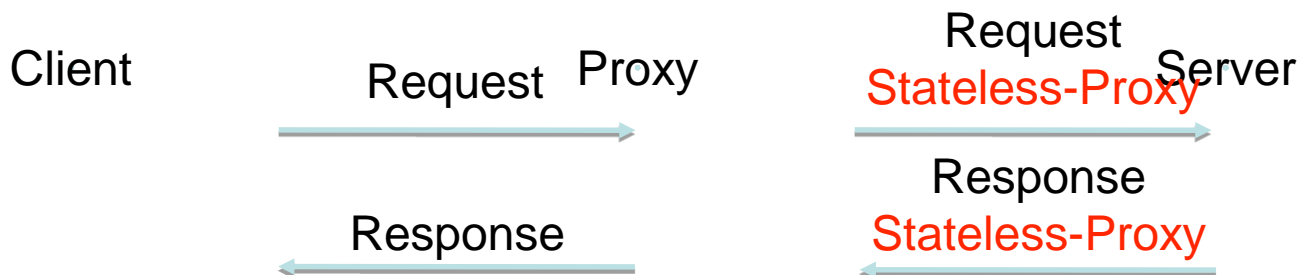 Client
Request
Proxy
Request
Stateless-Proxy
Server
Response
Response
Stateless-Proxy